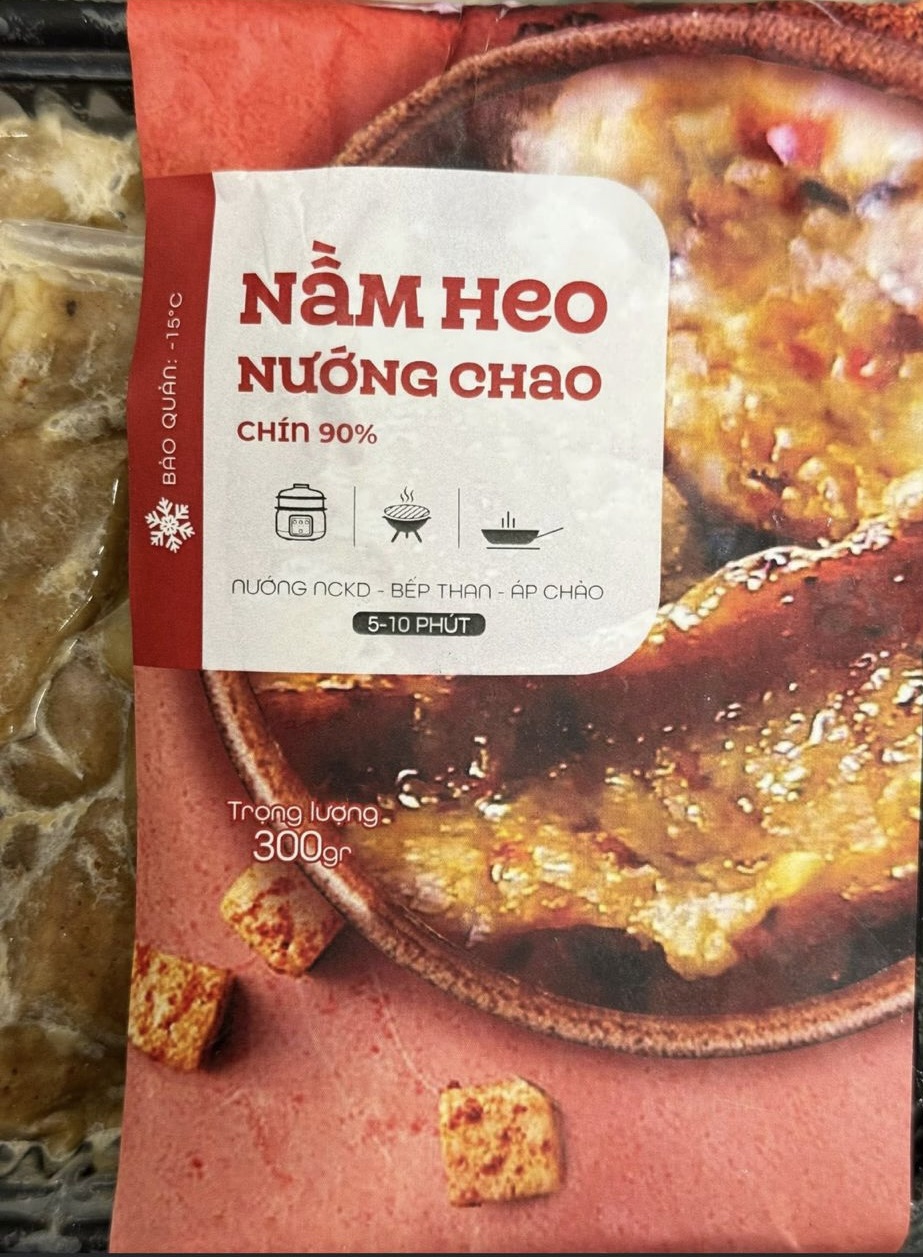 NẦM HEO
NƯỚNG CHAO
CHÍN 90%
NƯỚNG NCKD - BẾP THAN - ÁP CHẢO
5-10 PHÚT
BẢO QUẢN: -15°C
Trọng lượng
300gr